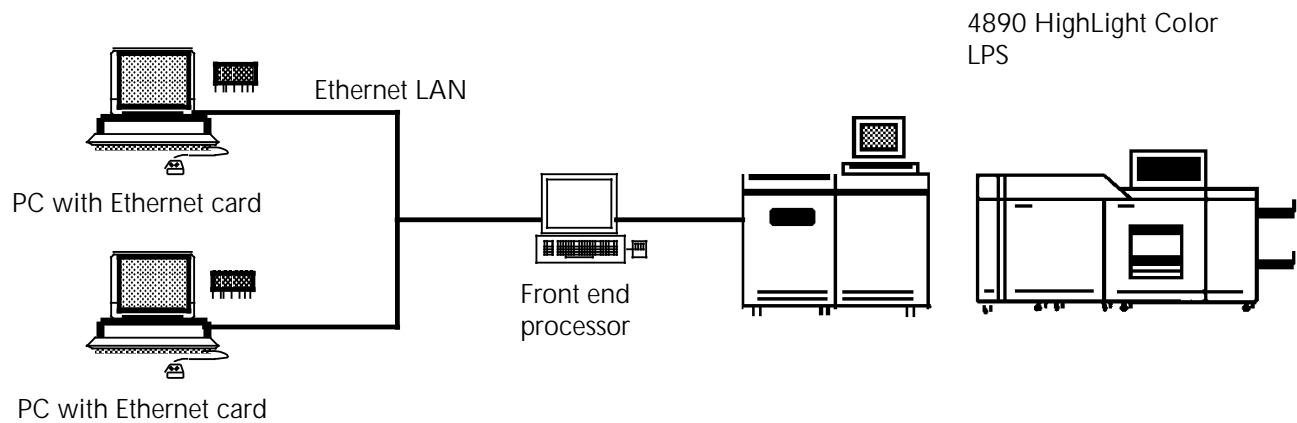 4890 HighLight Color
LPS
Ethernet LAN
PC with Ethernet card
Front end
processor
PC with Ethernet card